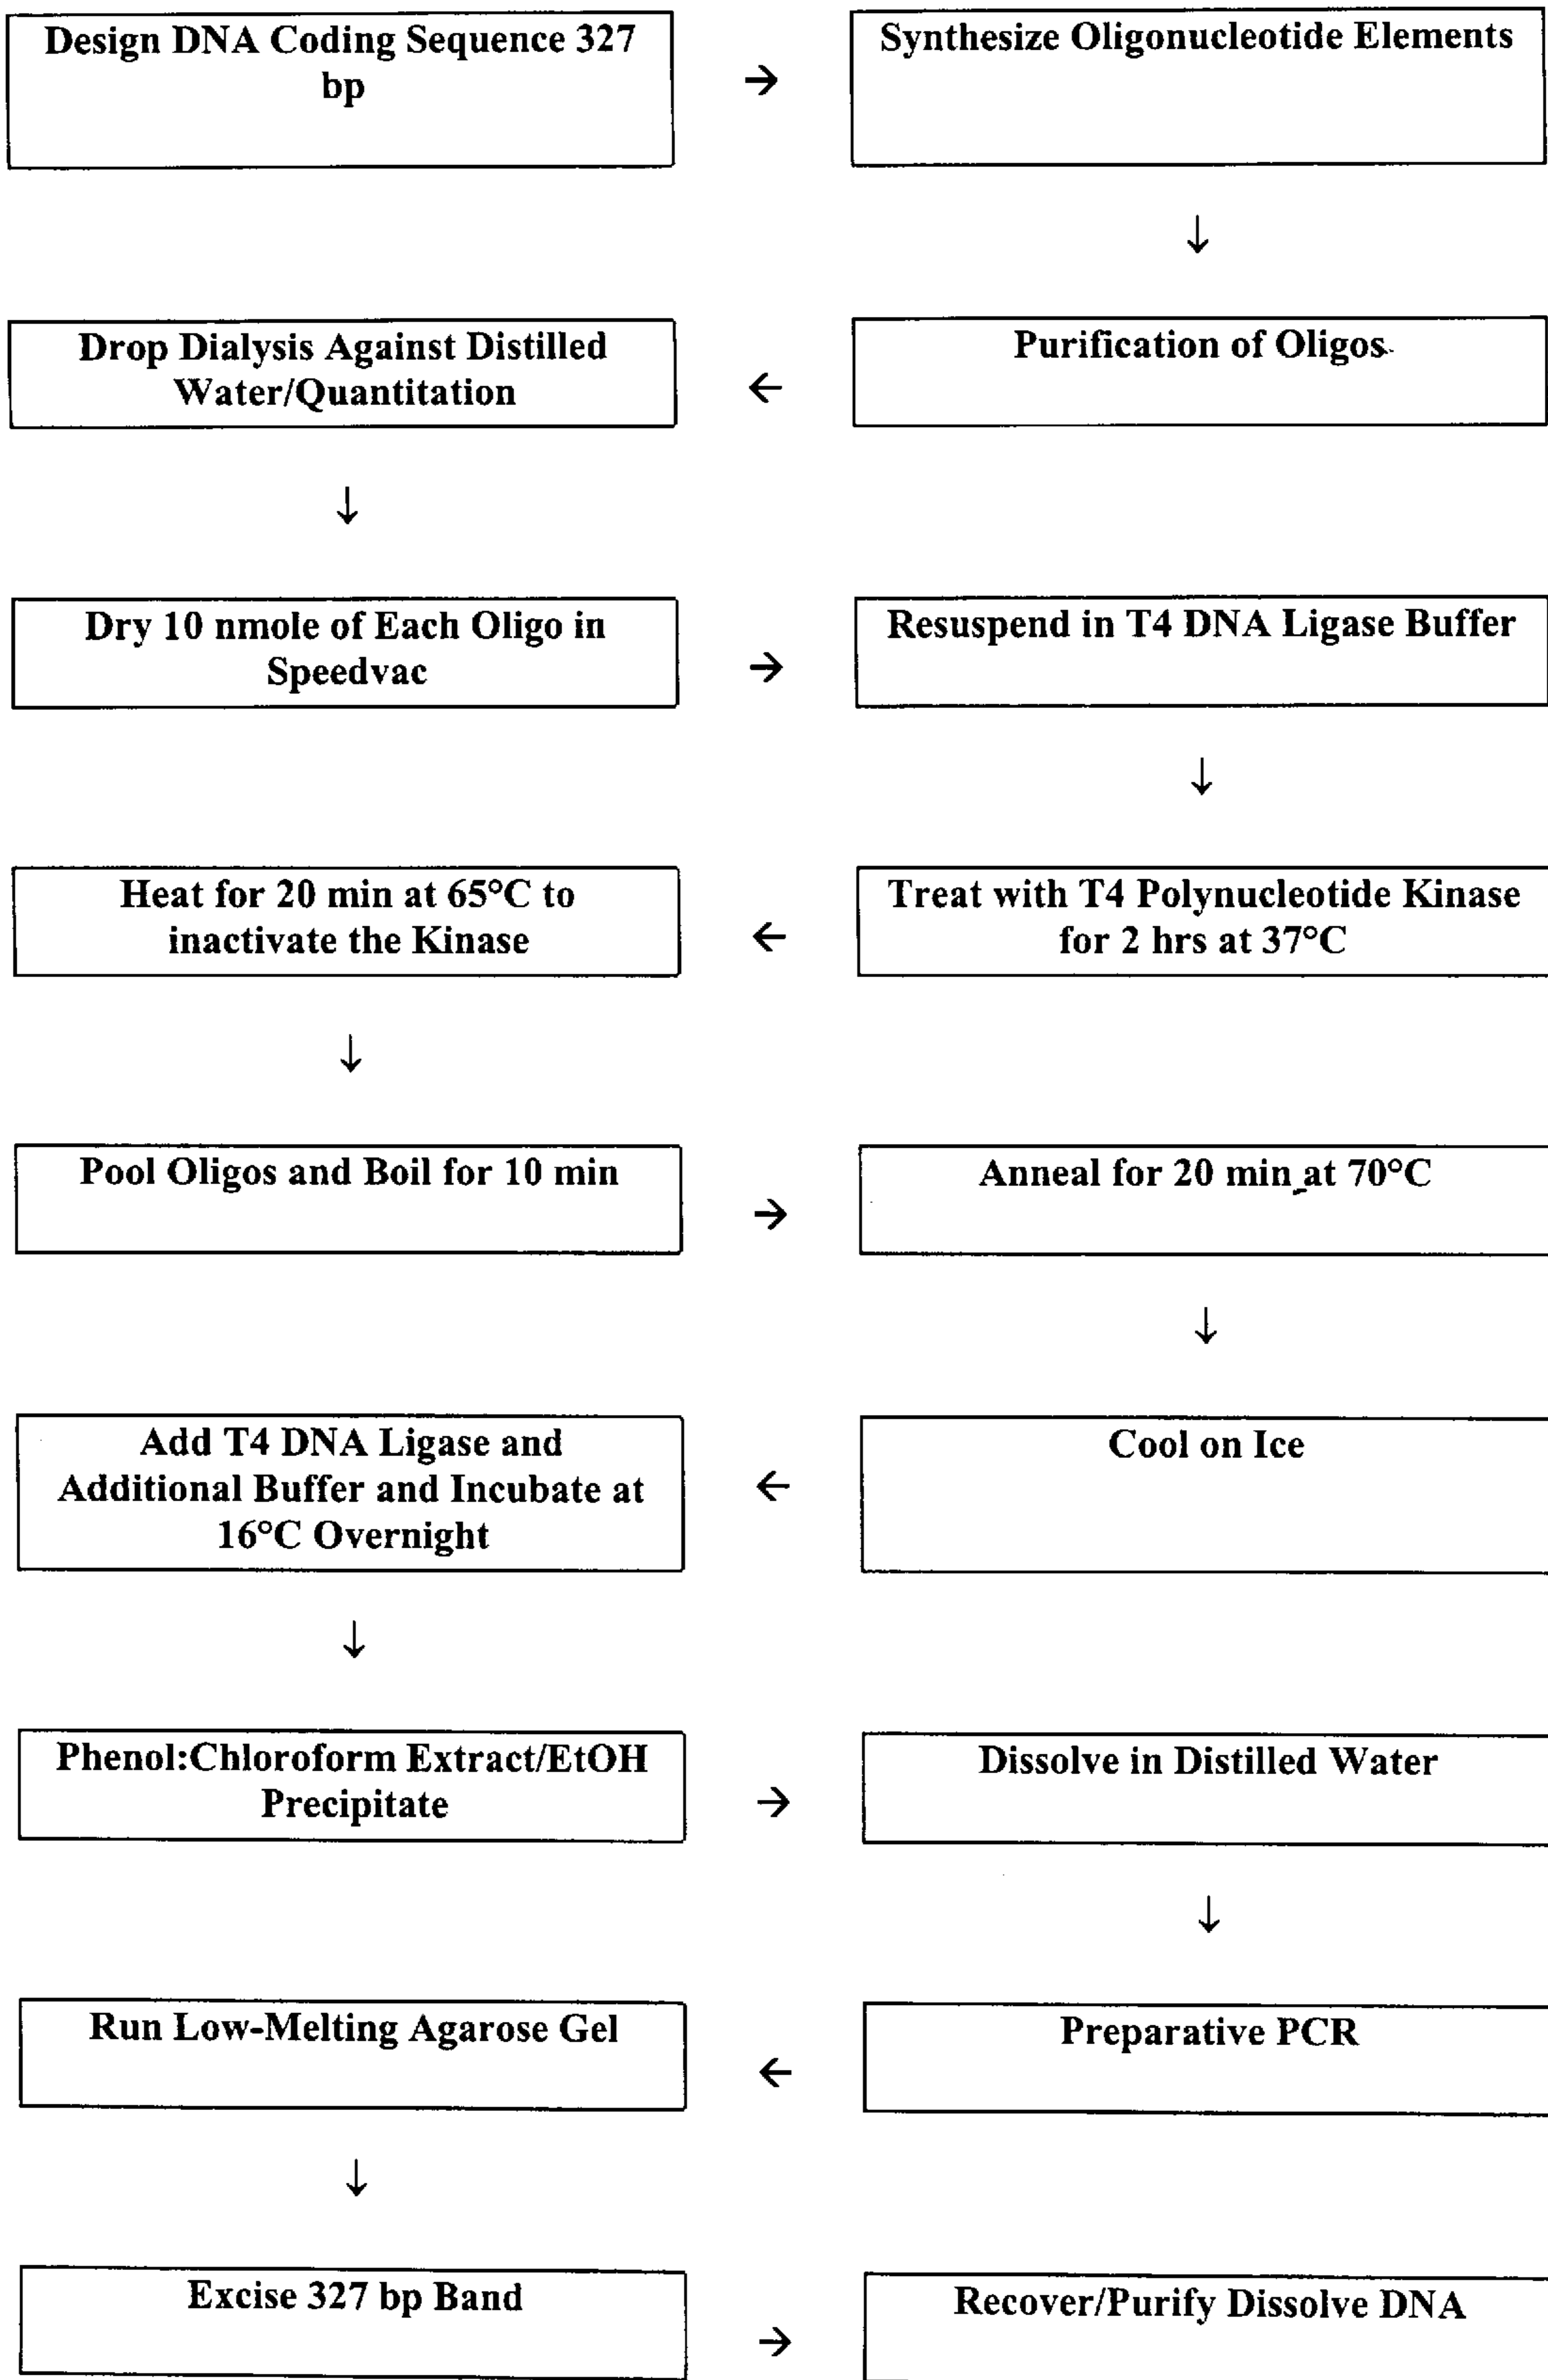 Design DNA Coding Sequence 327
bp
→
Synthesize Oligonucleotide Elements
↓
Purification of Oligos
←
Drop Dialysis Against Distilled
Water/Quantitation
↓
Dry 10 nmole of Each Oligo in
Speedvac
→
Resuspend in T4 DNA Ligase Buffer
↓
Treat with T4 Polynucleotide Kinase
for 2 hrs at 37°C
←
Heat for 20 min at 65°C to
inactivate the Kinase
↓
Pool Oligos and Boil for 10 min
→
Anneal for 20 min at 70°C
↓
Cool on Ice
←
Add T4 DNA Ligase and
Additional Buffer and Incubate at
16°C Overnight
↓
Phenol:Chloroform Extract/EtOH
Precipitate
→
Dissolve in Distilled Water
↓
Preparative PCR
←
Run Low-Melting Agarose Gel
↓
Excise 327 bp Band
→
Recover/Purify Dissolve DNA